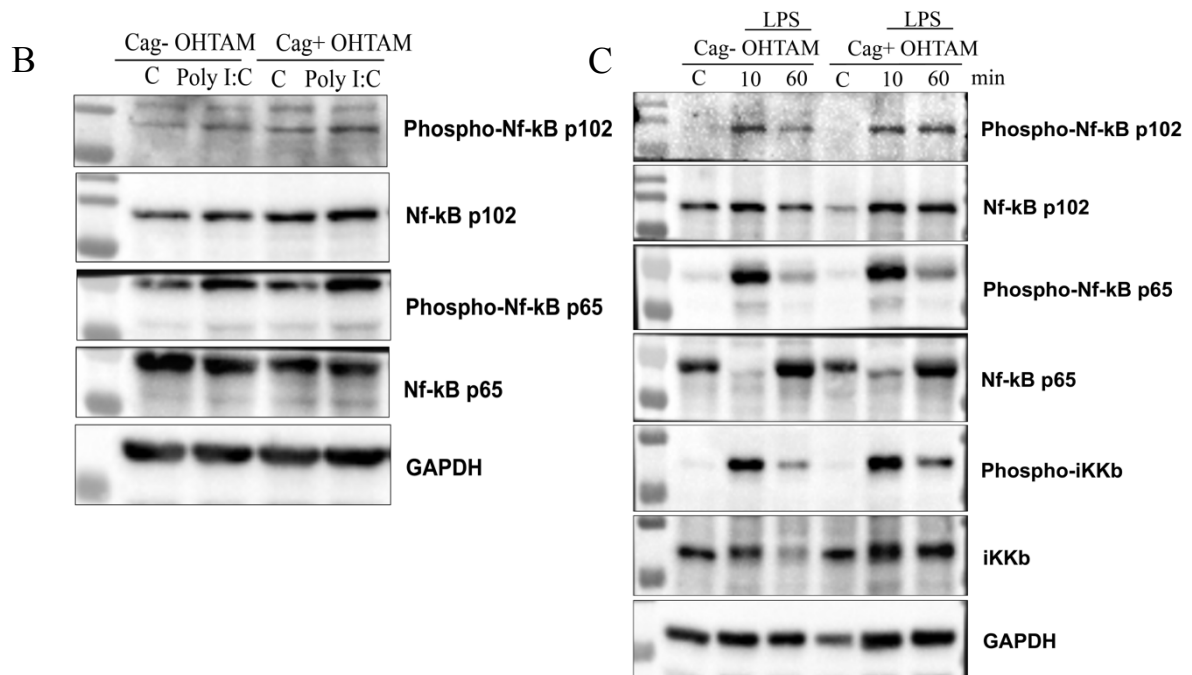 B
Cag- OHTAM Cag+ OHTAM
C Poly I:C C Poly I:C
Phospho-Nf-kB p102
Nf-kB p102
Phospho-Nf-kB p65
Nf-kB p65
GAPDH
C
LPS LPS
Cag- OHTAM Cag+ OHTAM
C 10 60 C 10 60 min
Phospho-Nf-kB p102
Nf-kB p102
Phospho-Nf-kB p65
Nf-kB p65
Phospho-iKKb
iKKb
GAPDH